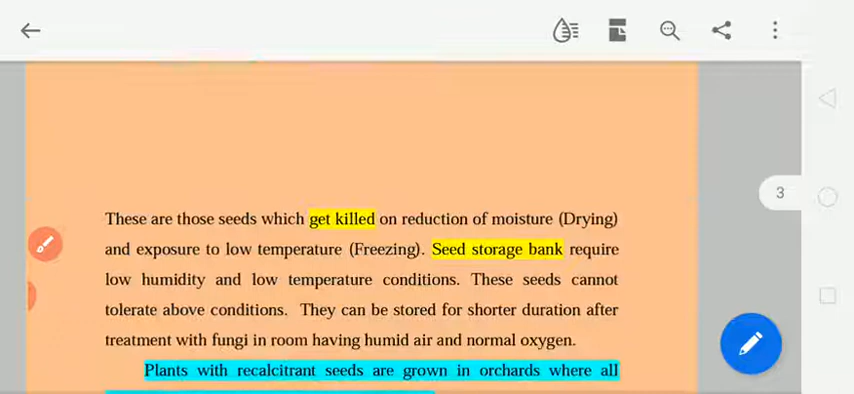 3
These are those seeds which get killed on reduction of moisture (Drying)
and exposure to low temperature (Freezing). Seed storage bank require
low humidity and low temperature conditions. These seeds cannot
tolerate above conditions. They can be stored for shorter duration after
treatment with fungi in room having humid air and normal oxygen.
Plants with recalcitrant seeds are grown in orchards where all